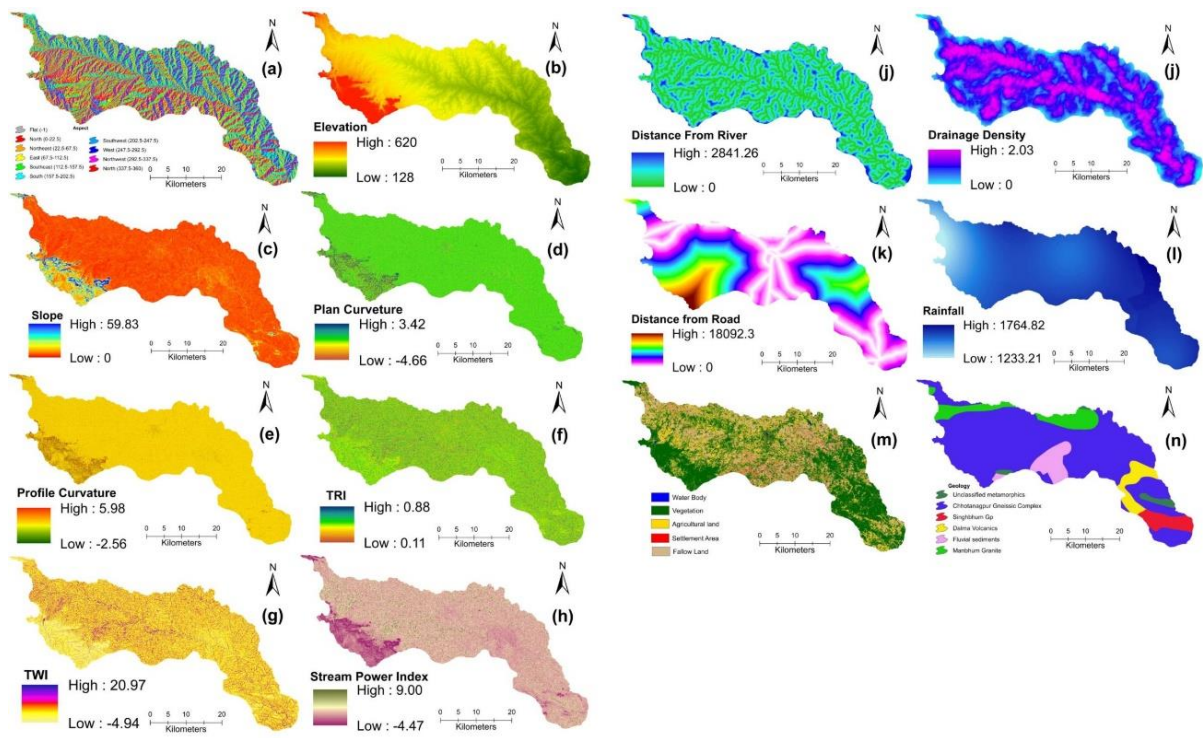 N
(a)
Aspect
Flat (-1)
North (0-22.5)
Northeast (22.5-67.5)
East (67.5-112.5)
Southeast (112.5-157.5)
South (157.5-202.5)
Southwest (202.5-247.5)
West (247.5-292.5)
Northwest (292.5-337.5)
North (337.5-360)
0 5 10 20
Kilometers
N
(b)
Elevation
High : 620
Low : 128
0 5 10 20
Kilometers
N
(j)
Distance From River
High : 2841.26
Low : 0
0 5 10 20
Kilometers
N
(j)
Drainage Density
High : 2.03
Low : 0
0 5 10 20
Kilometers
N
(c)
Slope
High : 59.83
Low : 0
0 5 10 20
Kilometers
N
(d)
Plan Curveture
High : 3.42
Low : -4.66
0 5 10 20
Kilometers
N
(k)
Distance from Road
High : 18092.3
Low : 0
0 5 10 20
Kilometers
N
(l)
Rainfall
High : 1764.82
Low : 1233.21
0 5 10 20
Kilometers
N
(e)
Profile Curvature
High : 5.98
Low : -2.56
0 5 10 20
Kilometers
N
(f)
TRI
High : 0.88
Low : 0.11
0 5 10 20
Kilometers
N
(m)
Water Body
Vegetation
Agricultural land
Settlement Area
Fallow Land
0 5 10 20
Kilometers
N
(n)
Geology
Unclassified metamorphics
Chhotanagpur Gneissic Complex
Singhbhum Gp
Dalma Volcanics
Fluvial sediments
Manbhum Granite
0 5 10 20
Kilometers
N
(g)
TWI
High : 20.97
Low : -4.94
0 5 10 20
Kilometers
N
(h)
Stream Power Index
High : 9.00
Low : -4.47
0 5 10 20
Kilometers